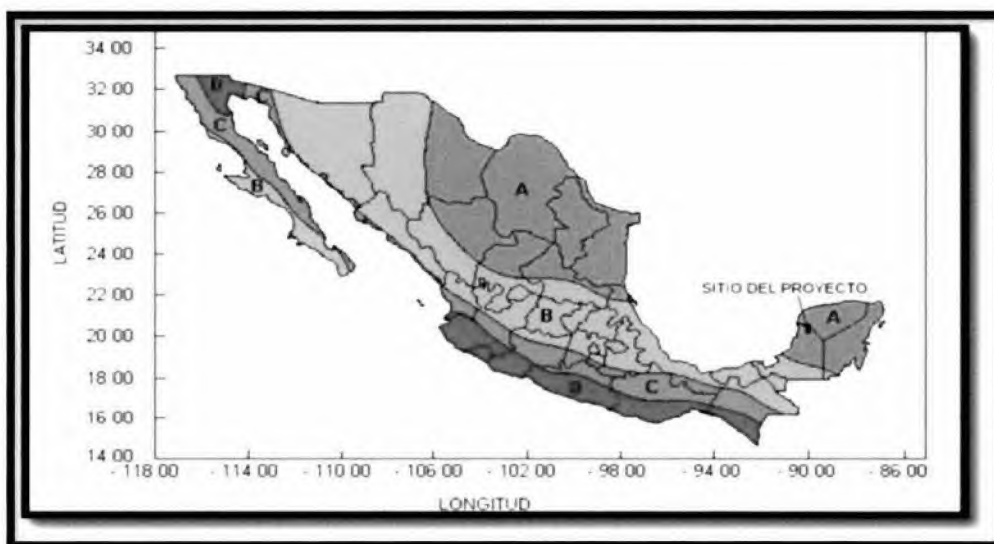 34 00
32 00
30 00
28 00
26 00
24 00
22 00
20 00
18 00
16 00
14 00
LATITUD
- 118 00
- 114 00
- 110 00
- 106 00
- 102 00
- 98 00
- 94 00
- 90 00
- 86 00
LONGITUD
D
C
C
B
A
B
D
C
SITIO DEL PROYECTO
A